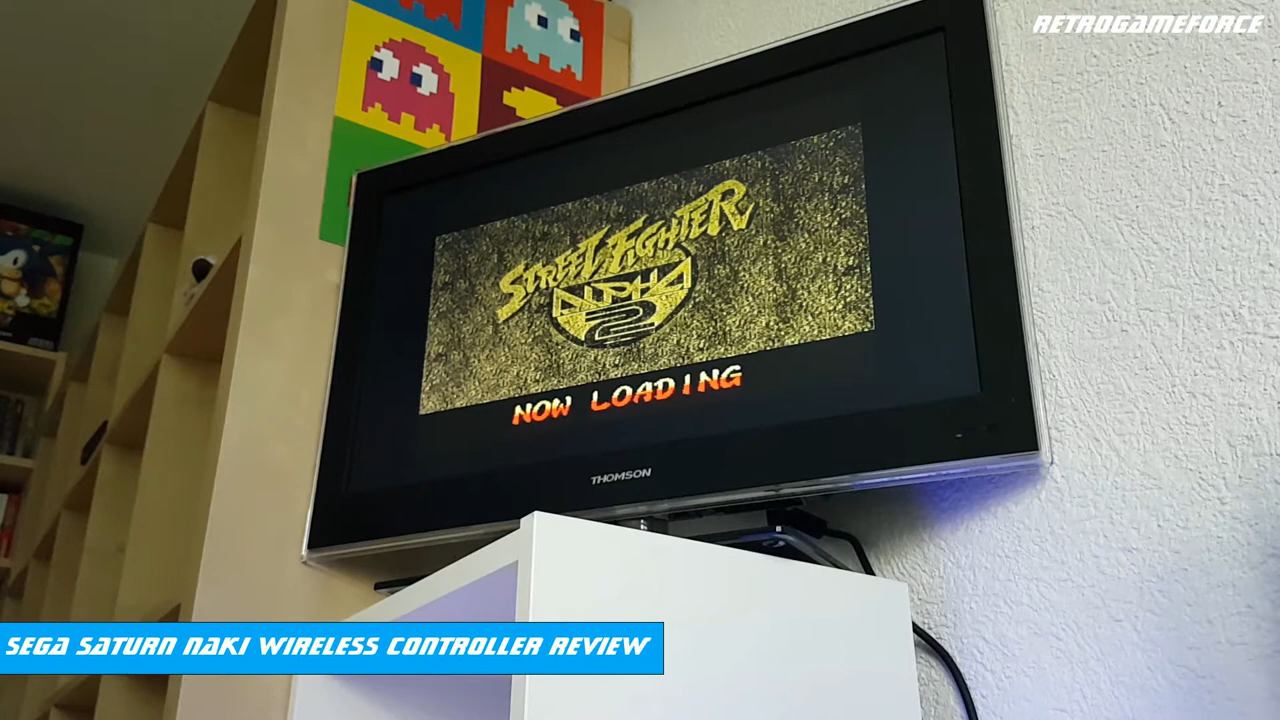 RETROGAMEFORCE
STREET FIGHTER
ALPHA
2
NOW LOADING
THOMSON
SEGA SATURN NAKI WIRELESS CONTROLLER REVIEW